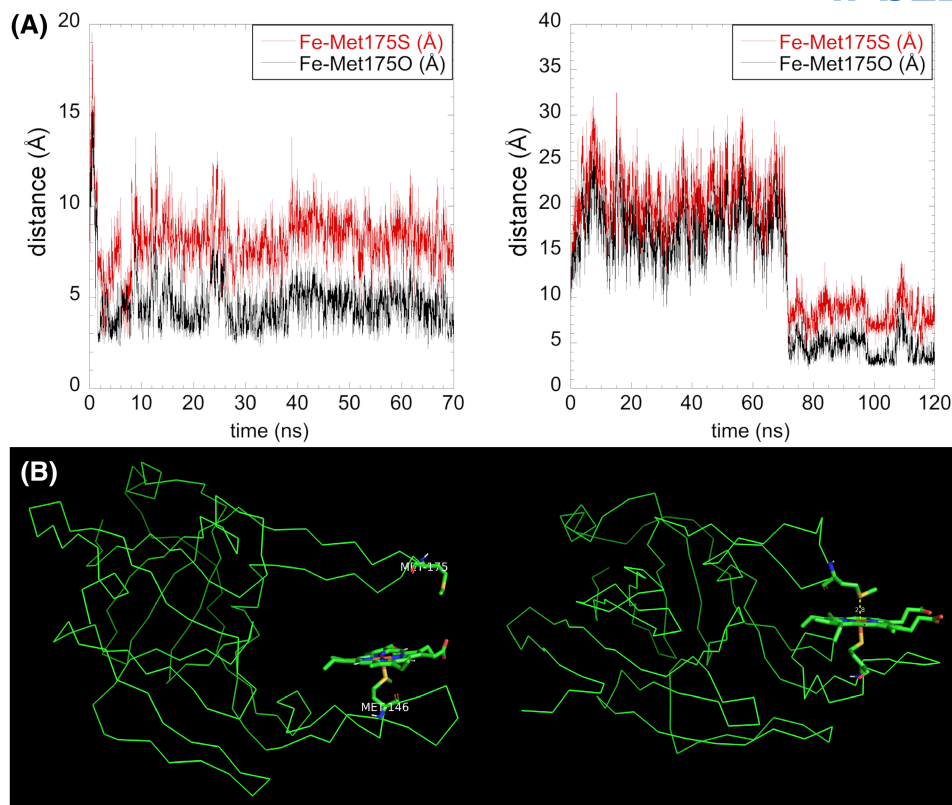 (A)
20
15
10
5
0
distance (Å)
Fe-Met175S (Å)
Fe-Met175O (Å)
0 10 20 30 40 50 60 70
time (ns)
40
35
30
25
20
15
10
5
0
distance (Å)
Fe-Met175S (Å)
Fe-Met175O (Å)
0 20 40 60 80 100 120
time (ns)
(B)
MET-175
MET-146
2.8